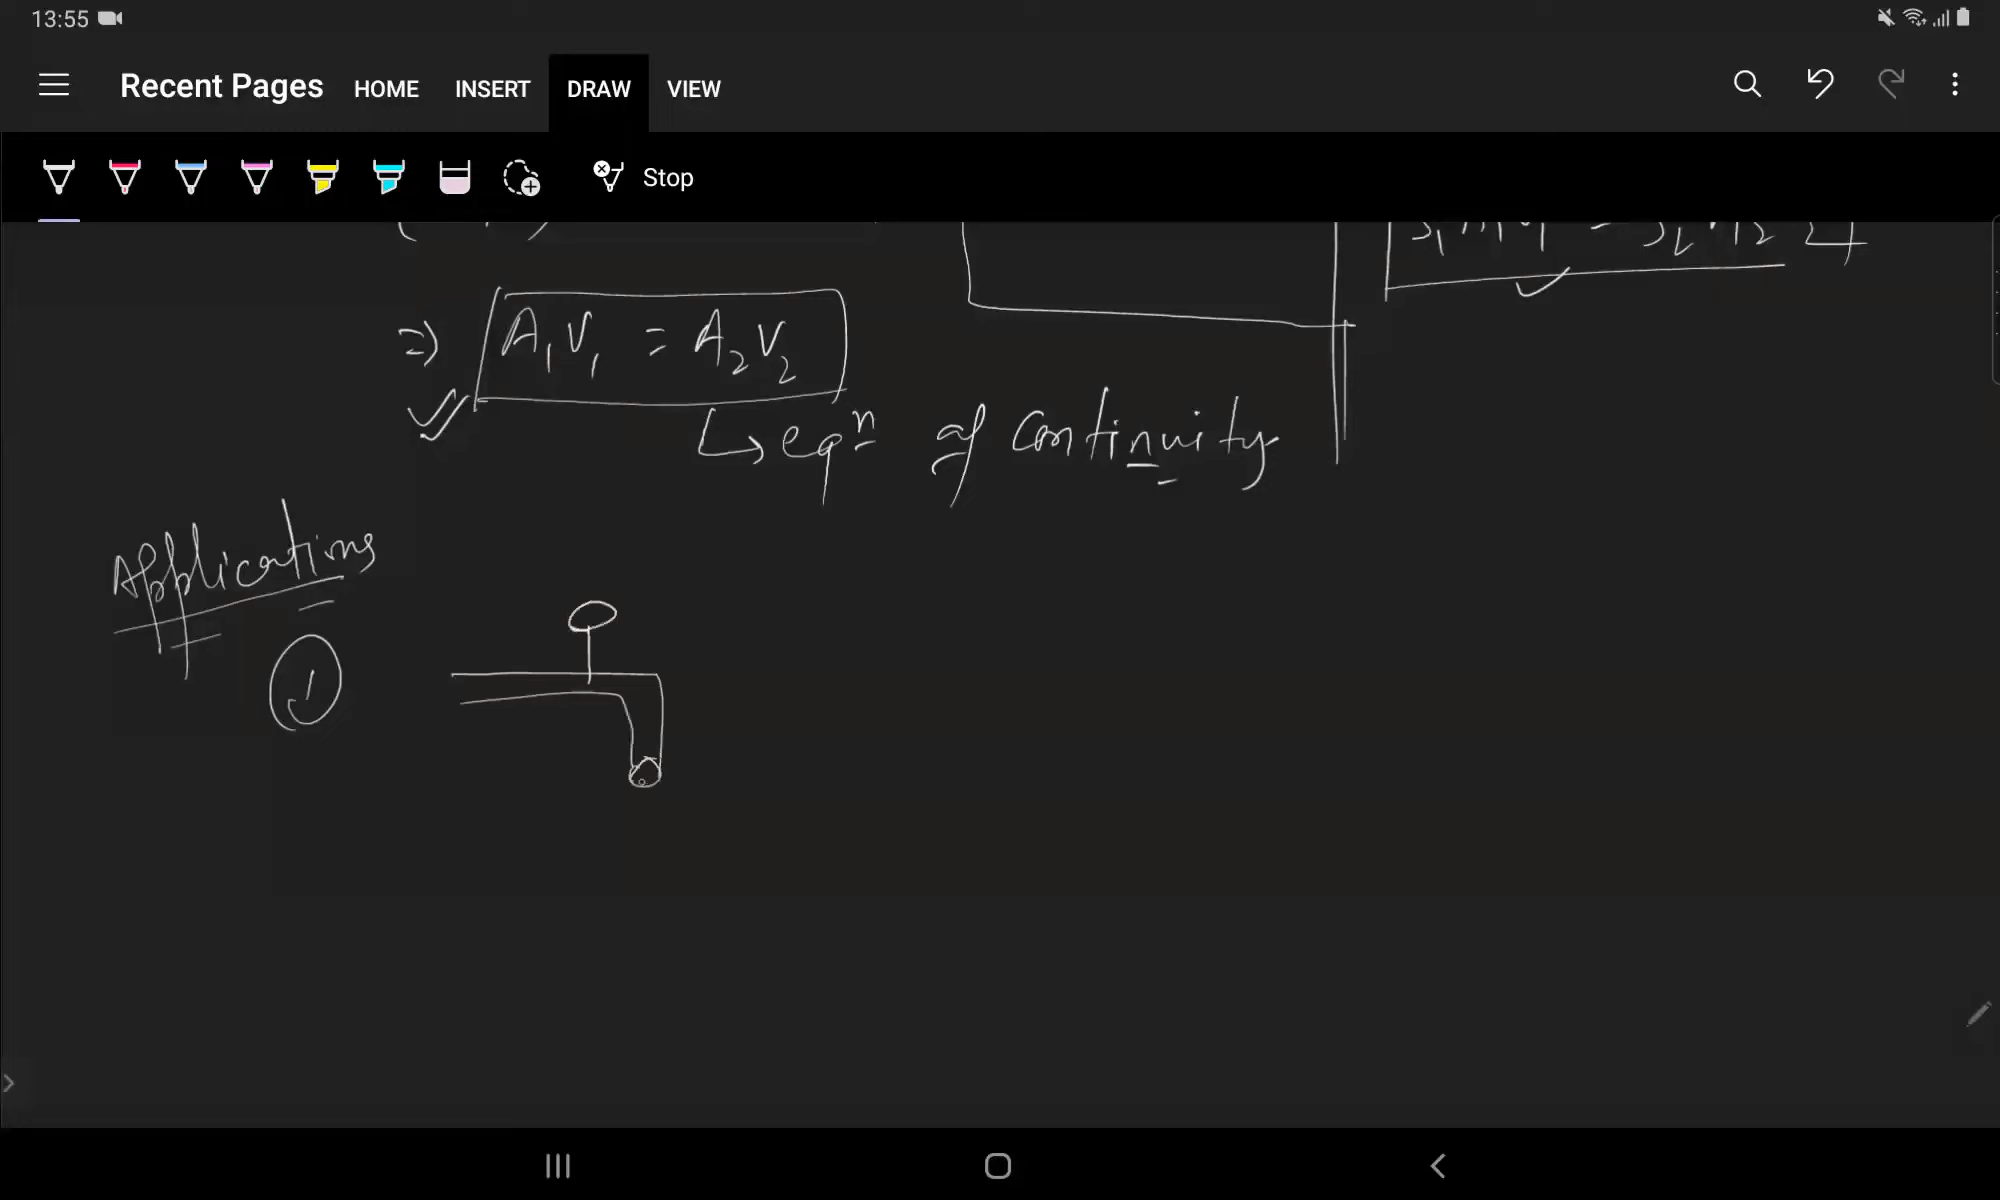 13:55
Recent Pages HOME INSERT DRAW VIEW
Stop
=) A₁V₁ = A₂V₂
↳ eqⁿ of continuity
Applications
1